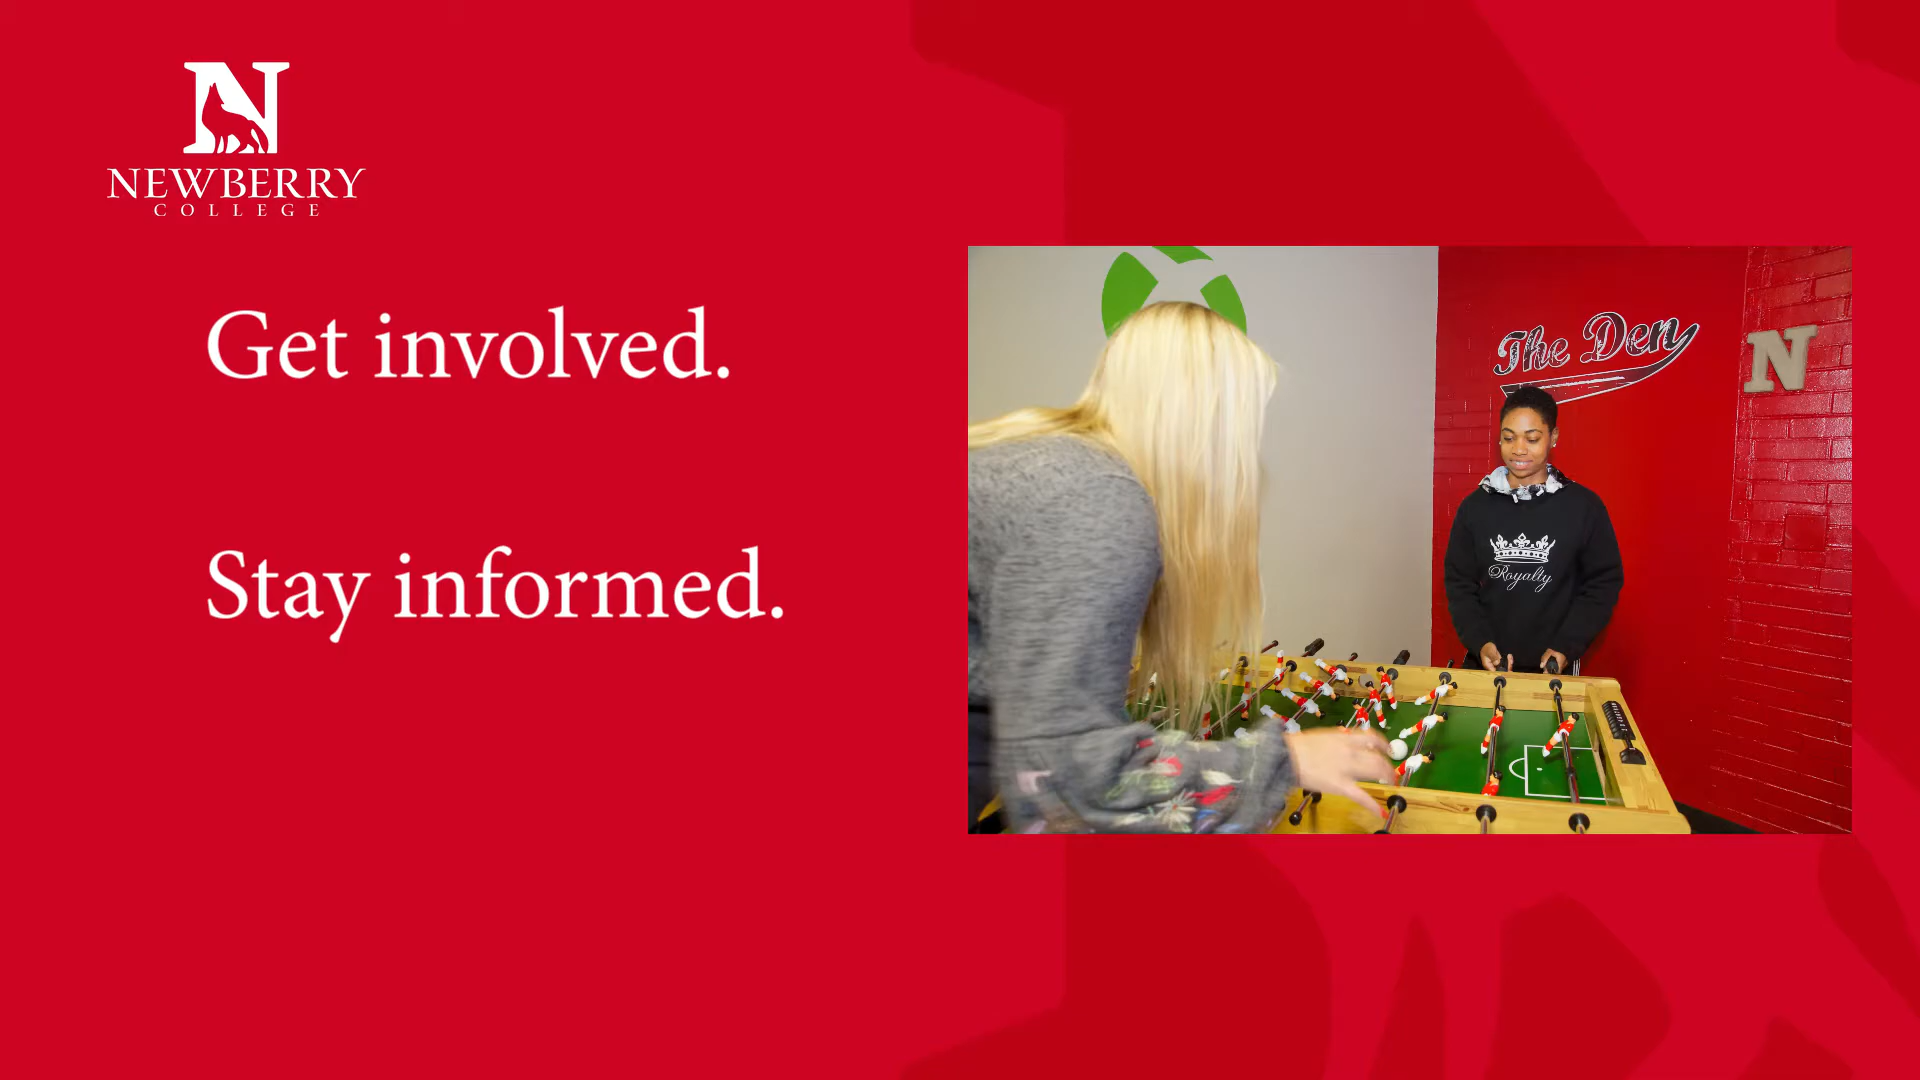 N
NEWBERRY
COLLEGE
Get involved.
Stay informed.
The Den
N
Royalty